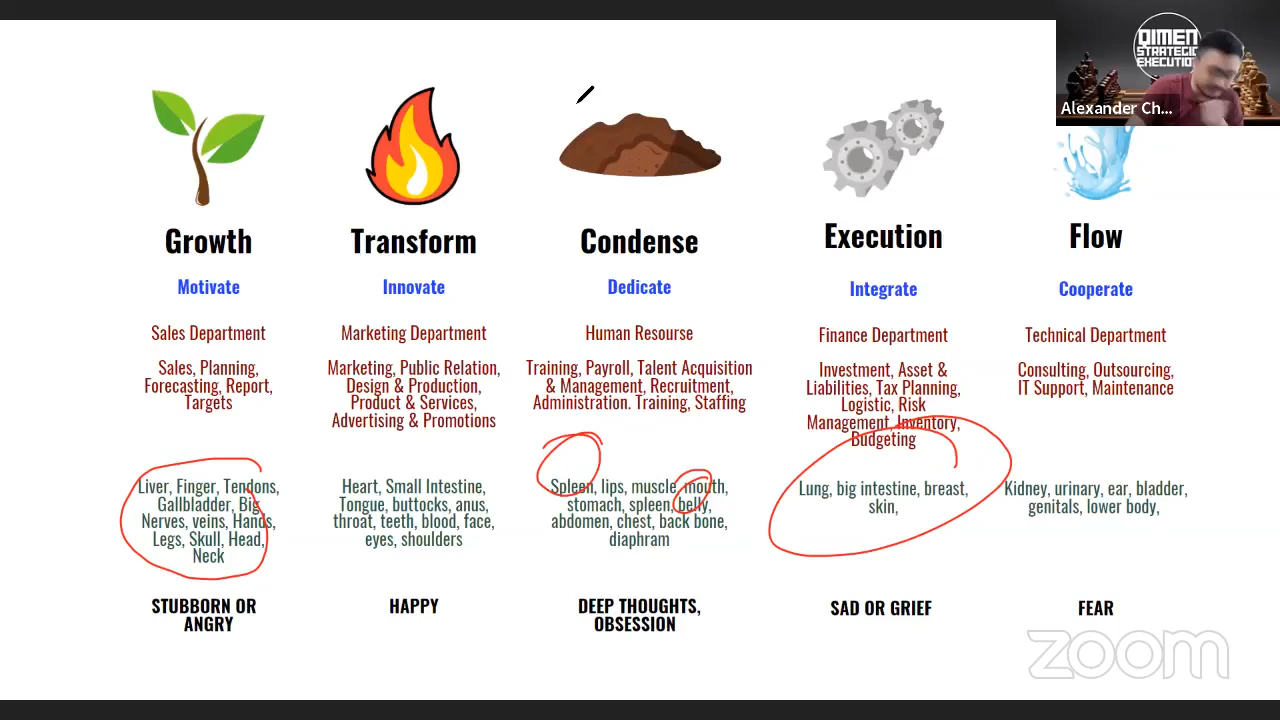 QIMEN
STRATEGIC
EXECUTION
Alexander Ch...
Growth
Motivate
Sales Department
Sales, Planning,
Forecasting, Report,
Targets
Liver, Finger, Tendons,
Gallbladder, Big
Nerves, veins, Hands,
Legs, Skull, Head,
Neck
STUBBORN OR
ANGRY
Transform
Innovate
Marketing Department
Marketing, Public Relation,
Design & Production,
Product & Services,
Advertising & Promotions
Heart, Small Intestine,
Tongue, buttocks, anus,
throat, teeth, blood, face,
eyes, shoulders
HAPPY
Condense
Dedicate
Human Resourse
Training, Payroll, Talent Acquisition
& Management, Recruitment,
Administration. Training, Staffing
Spleen, lips, muscle, mouth,
stomach, spleen, belly,
abdomen, chest, back bone,
diaphram
DEEP THOUGHTS,
OBSESSION
Execution
Integrate
Finance Department
Investment, Asset &
Liabilities, Tax Planning,
Logistic, Risk
Management, Inventory,
Budgeting
Lung, big intestine, breast,
skin,
SAD OR GRIEF
Flow
Cooperate
Technical Department
Consulting, Outsourcing,
IT Support, Maintenance
Kidney, urinary, ear, bladder,
genitals, lower body,
FEAR
zoom